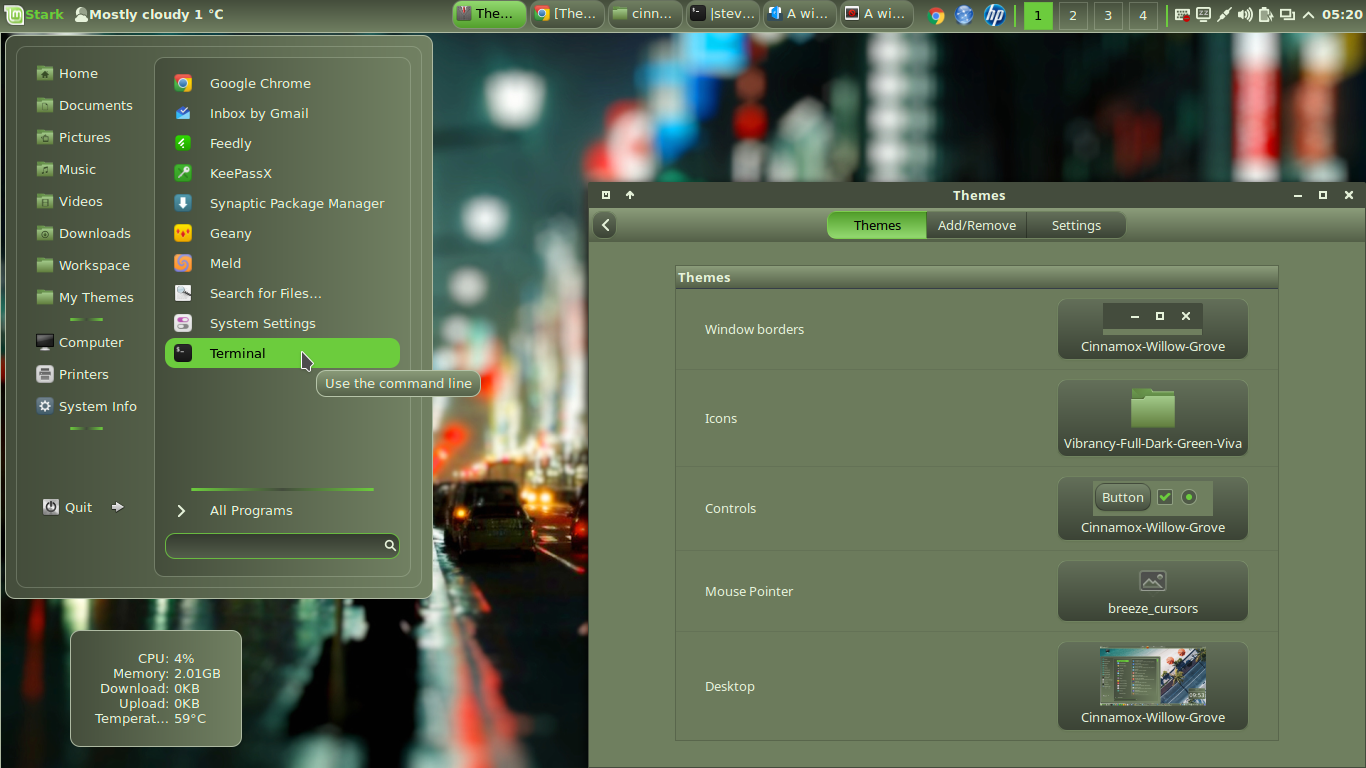 Stark
Mostly cloudy 1 °C
The...
[The...
cinn...
|stev...
A wi...
A wi...
hp
1
2
3
4
05:20
Home
Documents
Pictures
Music
Videos
Downloads
Workspace
My Themes
Computer
Printers
System Info
Quit
Google Chrome
Inbox by Gmail
Feedly
KeePassX
Synaptic Package Manager
Geany
Meld
Search for Files...
System Settings
Terminal
Use the command line
All Programs
CPU: 4%
Memory: 2.01GB
Download: 0KB
Upload: 0KB
Temperat... 59°C
Themes
Themes
Add/Remove
Settings
Themes
Window borders
Cinnamox-Willow-Grove
Icons
Vibrancy-Full-Dark-Green-Viva
Controls
Button
Cinnamox-Willow-Grove
Mouse Pointer
breeze_cursors
Desktop
09:53
Cinnamox-Willow-Grove